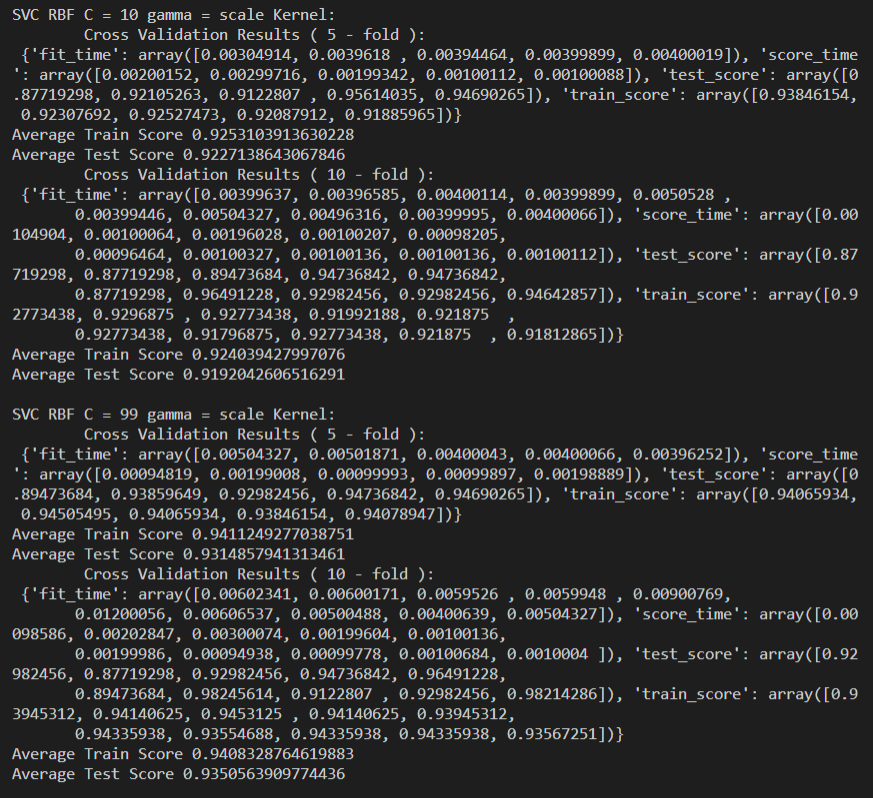 SVC RBF C = 10 gamma = scale Kernel:
Cross Validation Results ( 5 - fold ):
{'fit_time': array([0.00304914, 0.0039618 , 0.00394464, 0.00399899, 0.00400019]), 'score_time
': array([0.00200152, 0.00299716, 0.00199342, 0.00100112, 0.00100088]), 'test_score': array([0
.87719298, 0.92105263, 0.9122807 , 0.95614035, 0.94690265]), 'train_score': array([0.93846154,
0.92307692, 0.92527473, 0.92087912, 0.91885965])}
Average Train Score 0.9253103913630228
Average Test Score 0.9227138643067846
Cross Validation Results ( 10 - fold ):
{'fit_time': array([0.00399637, 0.00396585, 0.00400114, 0.00399899, 0.0050528 ,
0.00399446, 0.00504327, 0.00496316, 0.00399995, 0.00400066]), 'score_time': array([0.00
104904, 0.00100064, 0.00196028, 0.00100207, 0.00098205,
0.00096464, 0.00100327, 0.00100136, 0.00100136, 0.00100112]), 'test_score': array([0.87
719298, 0.87719298, 0.89473684, 0.94736842, 0.94736842,
0.87719298, 0.96491228, 0.92982456, 0.92982456, 0.94642857]), 'train_score': array([0.9
2773438, 0.9296875 , 0.92773438, 0.91992188, 0.921875  ,
0.92773438, 0.91796875, 0.92773438, 0.921875  , 0.91812865])}
Average Train Score 0.924039427997076
Average Test Score 0.9192042606516291
SVC RBF C = 99 gamma = scale Kernel:
Cross Validation Results ( 5 - fold ):
{'fit_time': array([0.00504327, 0.00501871, 0.00400043, 0.00400066, 0.00396252]), 'score_time
': array([0.00094819, 0.00199008, 0.00099993, 0.00099897, 0.00198889]), 'test_score': array([0
.89473684, 0.93859649, 0.92982456, 0.94736842, 0.94690265]), 'train_score': array([0.94065934,
0.94505495, 0.94065934, 0.93846154, 0.94078947])}
Average Train Score 0.9411249277038751
Average Test Score 0.9314857941313461
Cross Validation Results ( 10 - fold ):
{'fit_time': array([0.00602341, 0.00600171, 0.0059526 , 0.0059948 , 0.00900769,
0.01200056, 0.00606537, 0.00500488, 0.00400639, 0.00504327]), 'score_time': array([0.00
098586, 0.00202847, 0.00300074, 0.00199604, 0.00100136,
0.00199986, 0.00094938, 0.00099778, 0.00100684, 0.0010004 ]), 'test_score': array([0.92
982456, 0.87719298, 0.92982456, 0.94736842, 0.96491228,
0.89473684, 0.98245614, 0.9122807 , 0.92982456, 0.98214286]), 'train_score': array([0.9
3945312, 0.94140625, 0.9453125 , 0.94140625, 0.93945312,
0.94335938, 0.93554688, 0.94335938, 0.94335938, 0.93567251])}
Average Train Score 0.9408328764619883
Average Test Score 0.9350563909774436